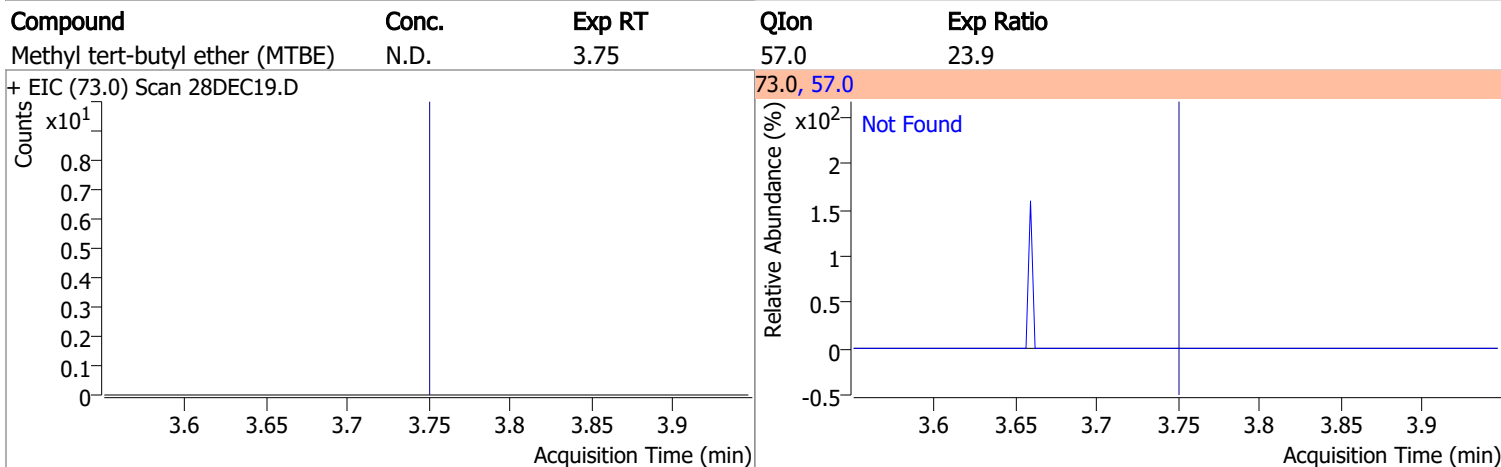 Compound Conc. Exp RT QIon Exp Ratio
Methyl tert-butyl ether (MTBE) N.D. 3.75 57.0 23.9
+ EIC (73.0) Scan 28DEC19.D
Counts
x10¹
0.8
0.7
0.6
0.5
0.4
0.3
0.2
0.1
0
3.6 3.65 3.7 3.75 3.8 3.85 3.9
Acquisition Time (min)
73.0, 57.0
Relative Abundance (%)
x10²
Not Found
2
1.5
1
0.5
0
-0.5
3.6 3.65 3.7 3.75 3.8 3.85 3.9
Acquisition Time (min)